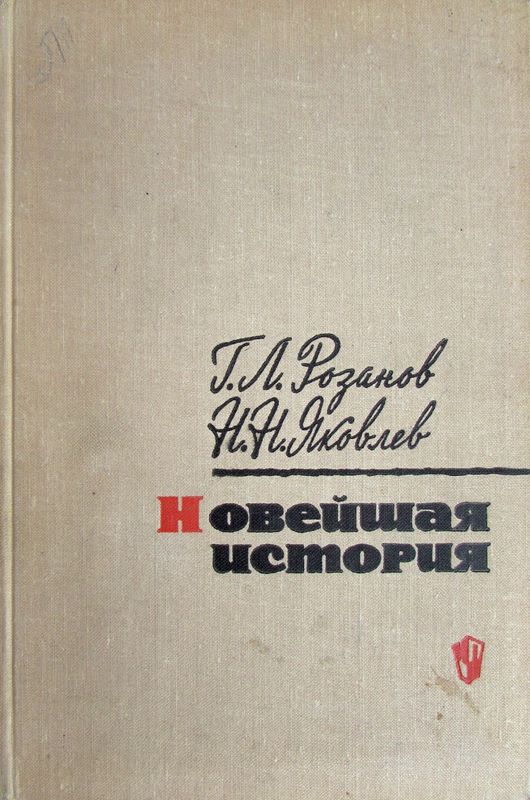 Г. Л. Розанов
Н. Н. Яковлев
Новейшая
история